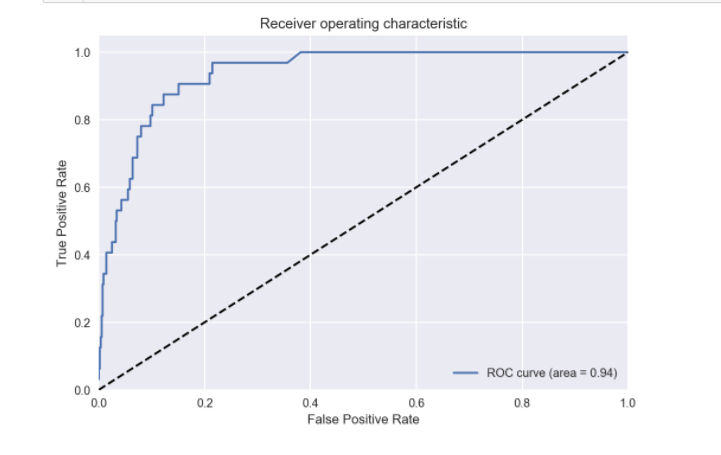 Receiver operating characteristic
1.0
0.8
0.6
0.4
0.2
0.0
True Positive Rate
ROC curve (area = 0.94)
0.0 0.2 0.4 0.6 0.8 1.0
False Positive Rate